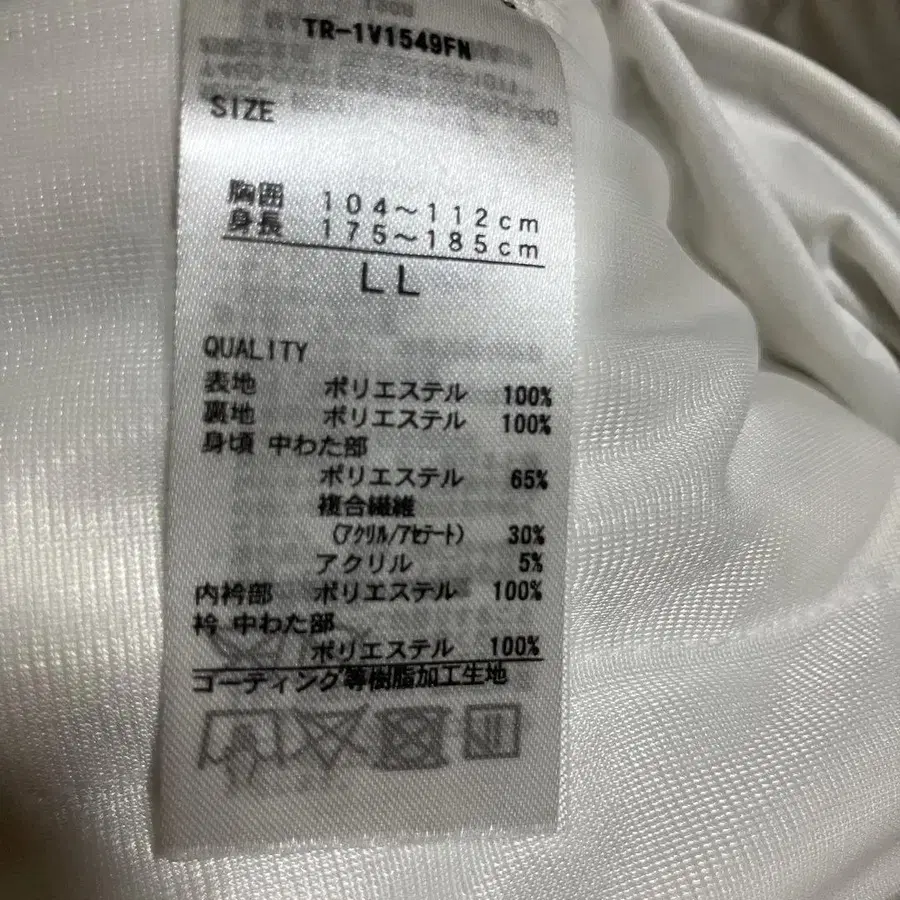 TR-1V1549FN
SIZE
胸囲 104～112cm
身長 175～185cm
LL
QUALITY
表地 ポリエステル 100%
裏地 ポリエステル 100%
身頃 中わた部
ポリエステル 65%
複合繊維
(アクリル/アセテート) 30%
アクリル 5%
内衿部 ポリエステル 100%
衿 中わた部
ポリエステル 100%
コーティング等樹脂加工生地